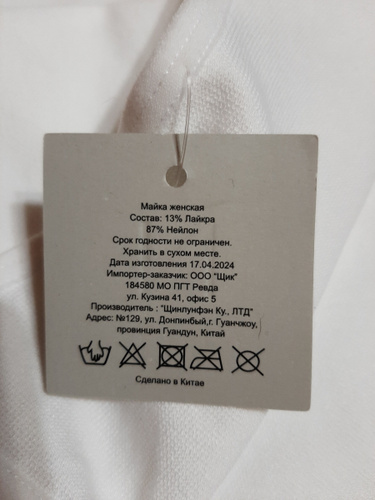 Майка женская
Состав: 13% Лайкра
87% Нейлон
Срок годности не ограничен.
Хранить в сухом месте.
Дата изготовления 17.04.2024
Импортер-заказчик: ООО "Щик"
184580 МО ПГТ Ревда
ул. Кузина 41, офис 5
Производитель : "Щинлунфэн Ку., ЛТД"
Адрес: №129, ул. Донпинбый,г. Гуанчжоу,
провинция Гуандун, Китай
Сделано в Китае